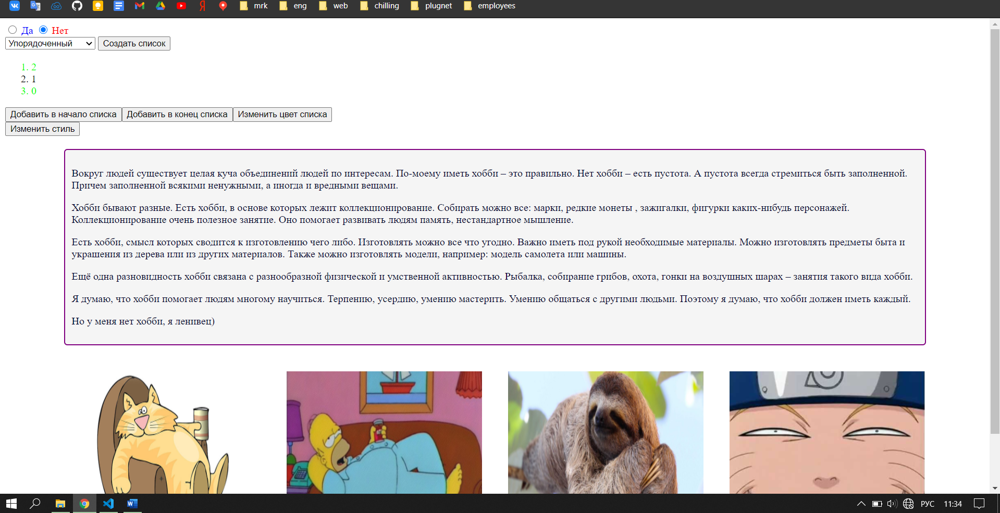 mrk eng web chilling plugnet employees
Да Нет
Упорядоченный Создать список
1. 2
2. 1
3. 0
Добавить в начало списка Добавить в конец списка Изменить цвет списка
Изменить стиль
Вокруг людей существует целая куча объединений людей по интересам. По-моему иметь хобби – это правильно. Нет хобби – есть пустота. А пустота всегда стремиться быть заполненной.
Причем заполненной всякими ненужными, а иногда и вредными вещами.
Хобби бывают разные. Есть хобби, в основе которых лежит коллекционирование. Собирать можно все: марки, редкие монеты , зажигалки, фигурки каких-нибудь персонажей.
Коллекционирование очень полезное занятие. Оно помогает развивать людям память, нестандартное мышление.
Есть хобби, смысл которых сводится к изготовлению чего либо. Изготовлять можно все что угодно. Важно иметь под рукой необходимые материалы. Можно изготовлять предметы быта и
украшения из дерева или из других материалов. Также можно изготовлять модели, например: модель самолета или машины.
Ещё одна разновидность хобби связана с разнообразной физической и умственной активностью. Рыбалка, собирание грибов, охота, гонки на воздушных шарах – занятия такого вида хобби.
Я думаю, что хобби помогает людям многому научиться. Терпению, усердию, умению мастерить. Умению общаться с другими людьми. Поэтому я думаю, что хобби должен иметь каждый.
Но у меня нет хобби, я ленивец)
РУС 11:34